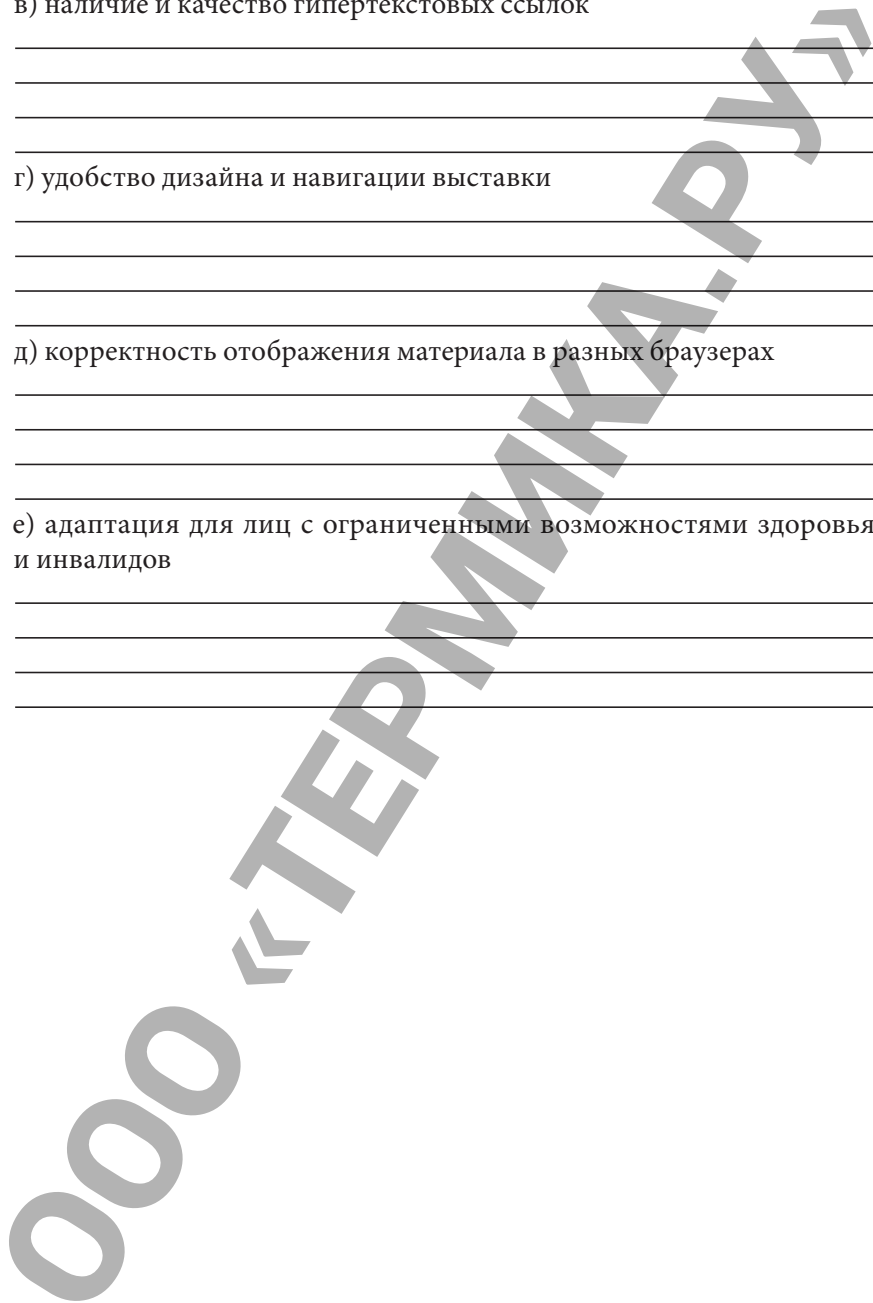 в) наличие и качество гипертекстовых ссылок
г) удобство дизайна и навигации выставки
д) корректность отображения материала в разных браузерах
е) адаптация для лиц с ограниченными возможностями здоровья
и инвалидов
ООО «ТЕРМИКА.РУ»